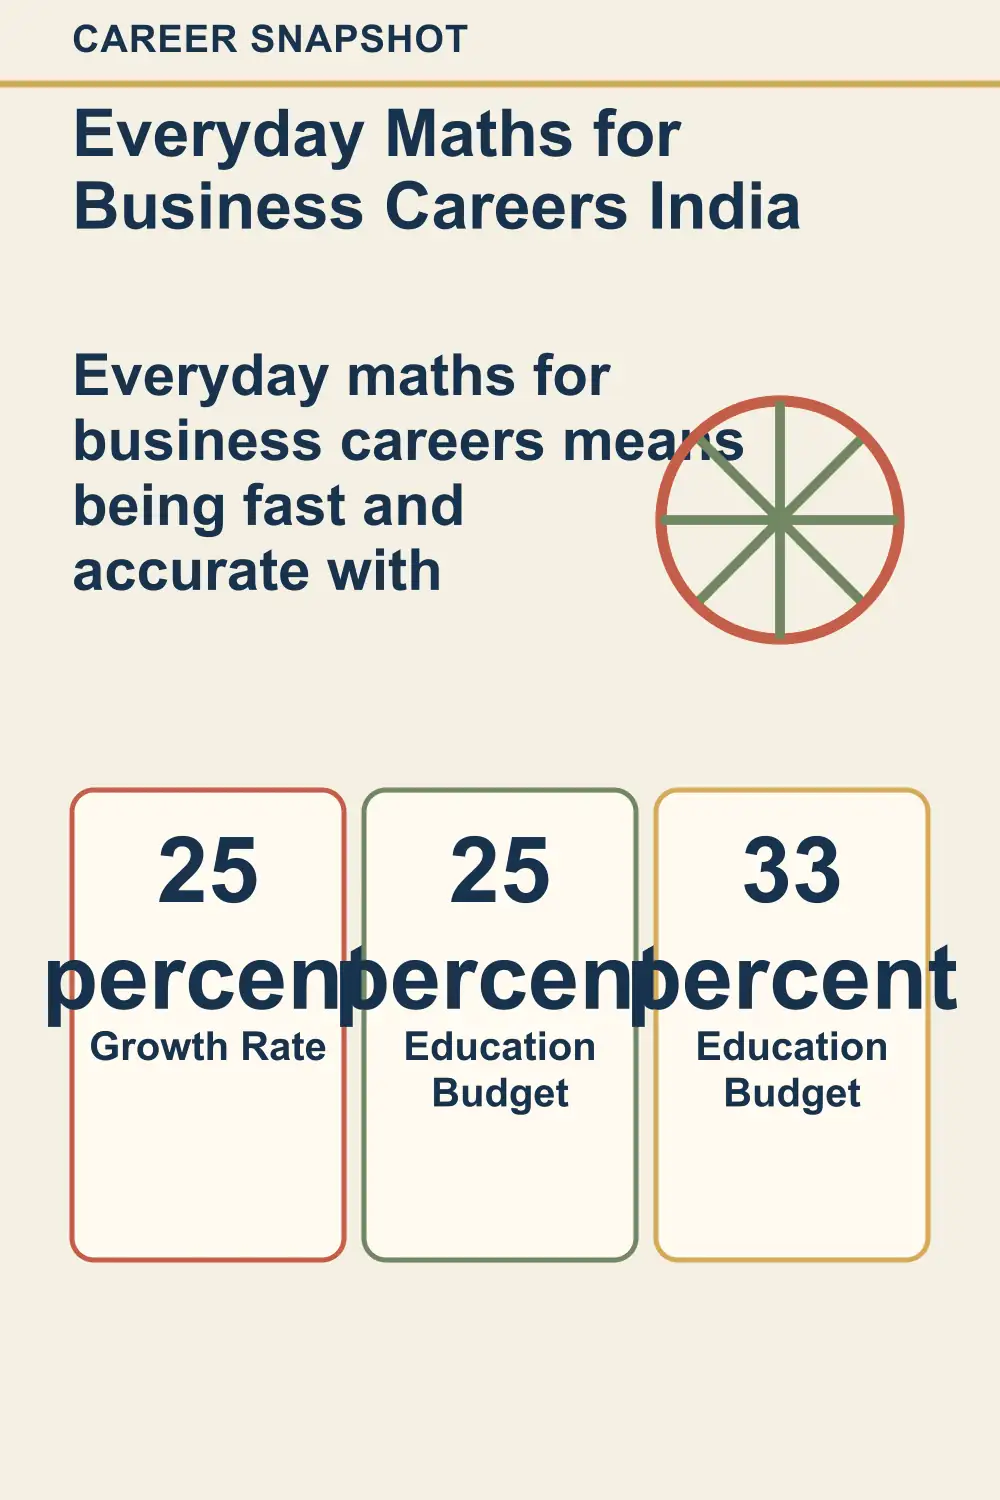 CAREER SNAPSHOT
Everyday Maths for
Business Careers India
Everyday maths for
business careers means
being fast and
accurate with
25
percent
Growth Rate
25
percent
Education
Budget
33
percent
Education
Budget